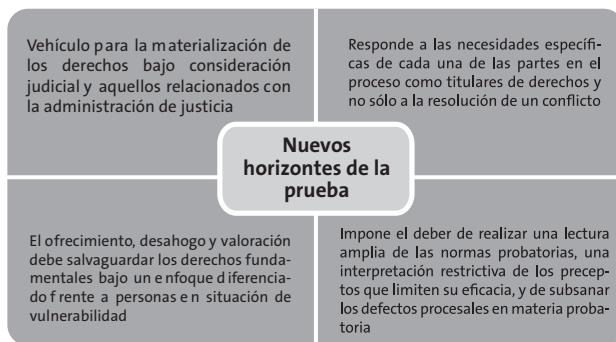 Vehículo para la materialización de
los derechos bajo consideración
judicial y aquellos relacionados con
la administración de justicia
Responde a las necesidades específi-
cas de cada una de las partes en el
proceso como titulares de derechos y
no sólo a la resolución de un conflicto
Nuevos
horizontes de la
prueba
El ofrecimiento, desahogo y valoración
debe salvaguardar los derechos funda-
mentales bajo un enfoque diferencia-
do frente a personas en situación de
vulnerabilidad
Impone el deber de realizar una lectura
amplia de las normas probatorias, una
interpretación restrictiva de los precep-
tos que limiten su eficacia, y de subsanar
los defectos procesales en materia proba-
toria